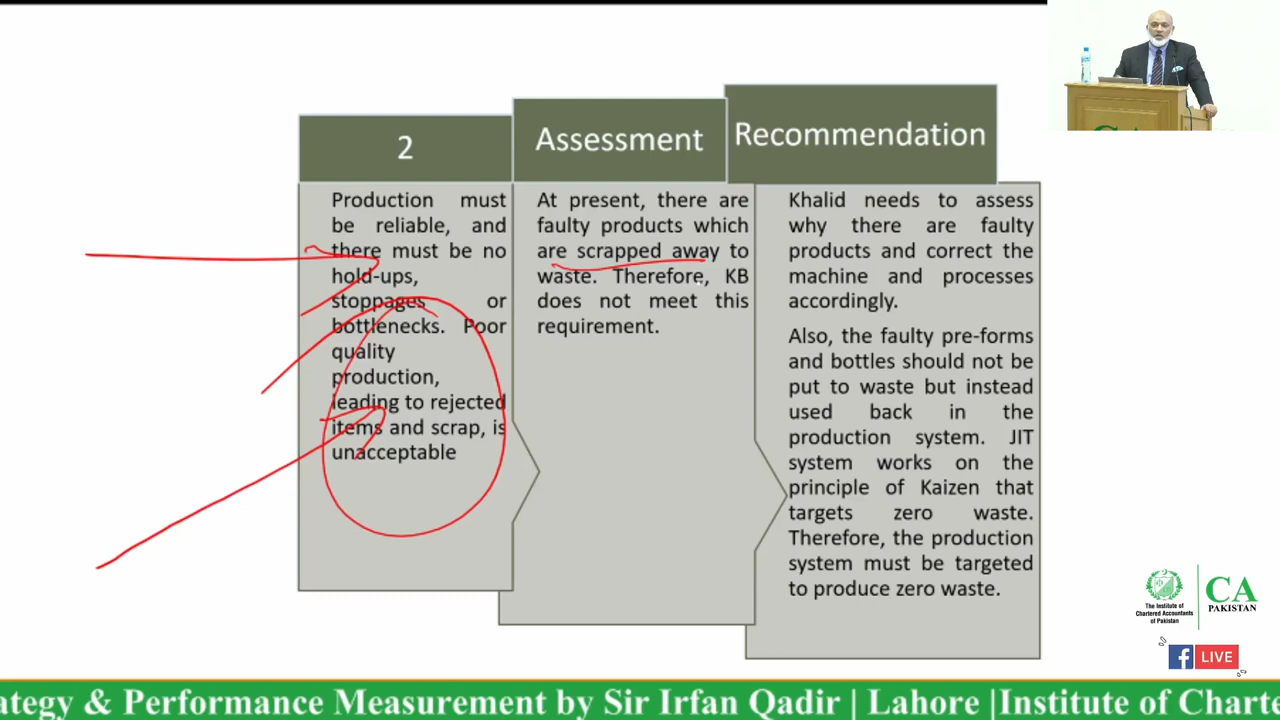 2
Production must
be reliable, and
there must be no
hold-ups,
stoppages or
bottlenecks. Poor
quality
production,
leading to rejected
items and scrap, is
unacceptable
Assessment
At present, there are
faulty products which
are scrapped away to
waste. Therefore, KB
does not meet this
requirement.
Recommendation
Khalid needs to assess
why there are faulty
products and correct the
machine and processes
accordingly.
Also, the faulty pre-forms
and bottles should not be
put to waste but instead
used back in the
production system. JIT
system works on the
principle of Kaizen that
targets zero waste.
Therefore, the production
system must be targeted
to produce zero waste.
CA
The Institute of
Chartered Accountants
of Pakistan
CA
PAKISTAN
f LIVE
ategy & Performance Measurement by Sir Irfan Qadir | Lahore |Institute of Charte